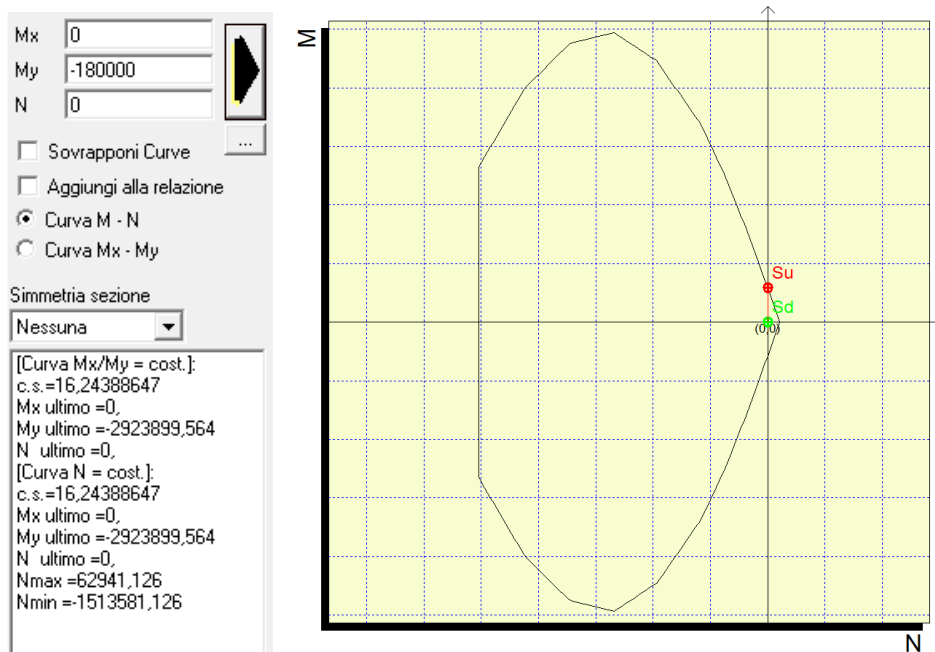 Mx 0
My -180000
N 0
...
Sovrapponi Curve
Aggiungi alla relazione
Curva M - N
Curva Mx - My
Simmetria sezione
Nessuna
[Curva Mx/My = cost.]:
c.s.=16,24388647
Mx ultimo =0,
My ultimo =-2923899,564
N  ultimo =0,
[Curva N = cost.]:
c.s.=16,24388647
Mx ultimo =0,
My ultimo =-2923899,564
N  ultimo =0,
Nmax =62941,126
Nmin =-1513581,126
M
Su
Sd
(0,0)
N